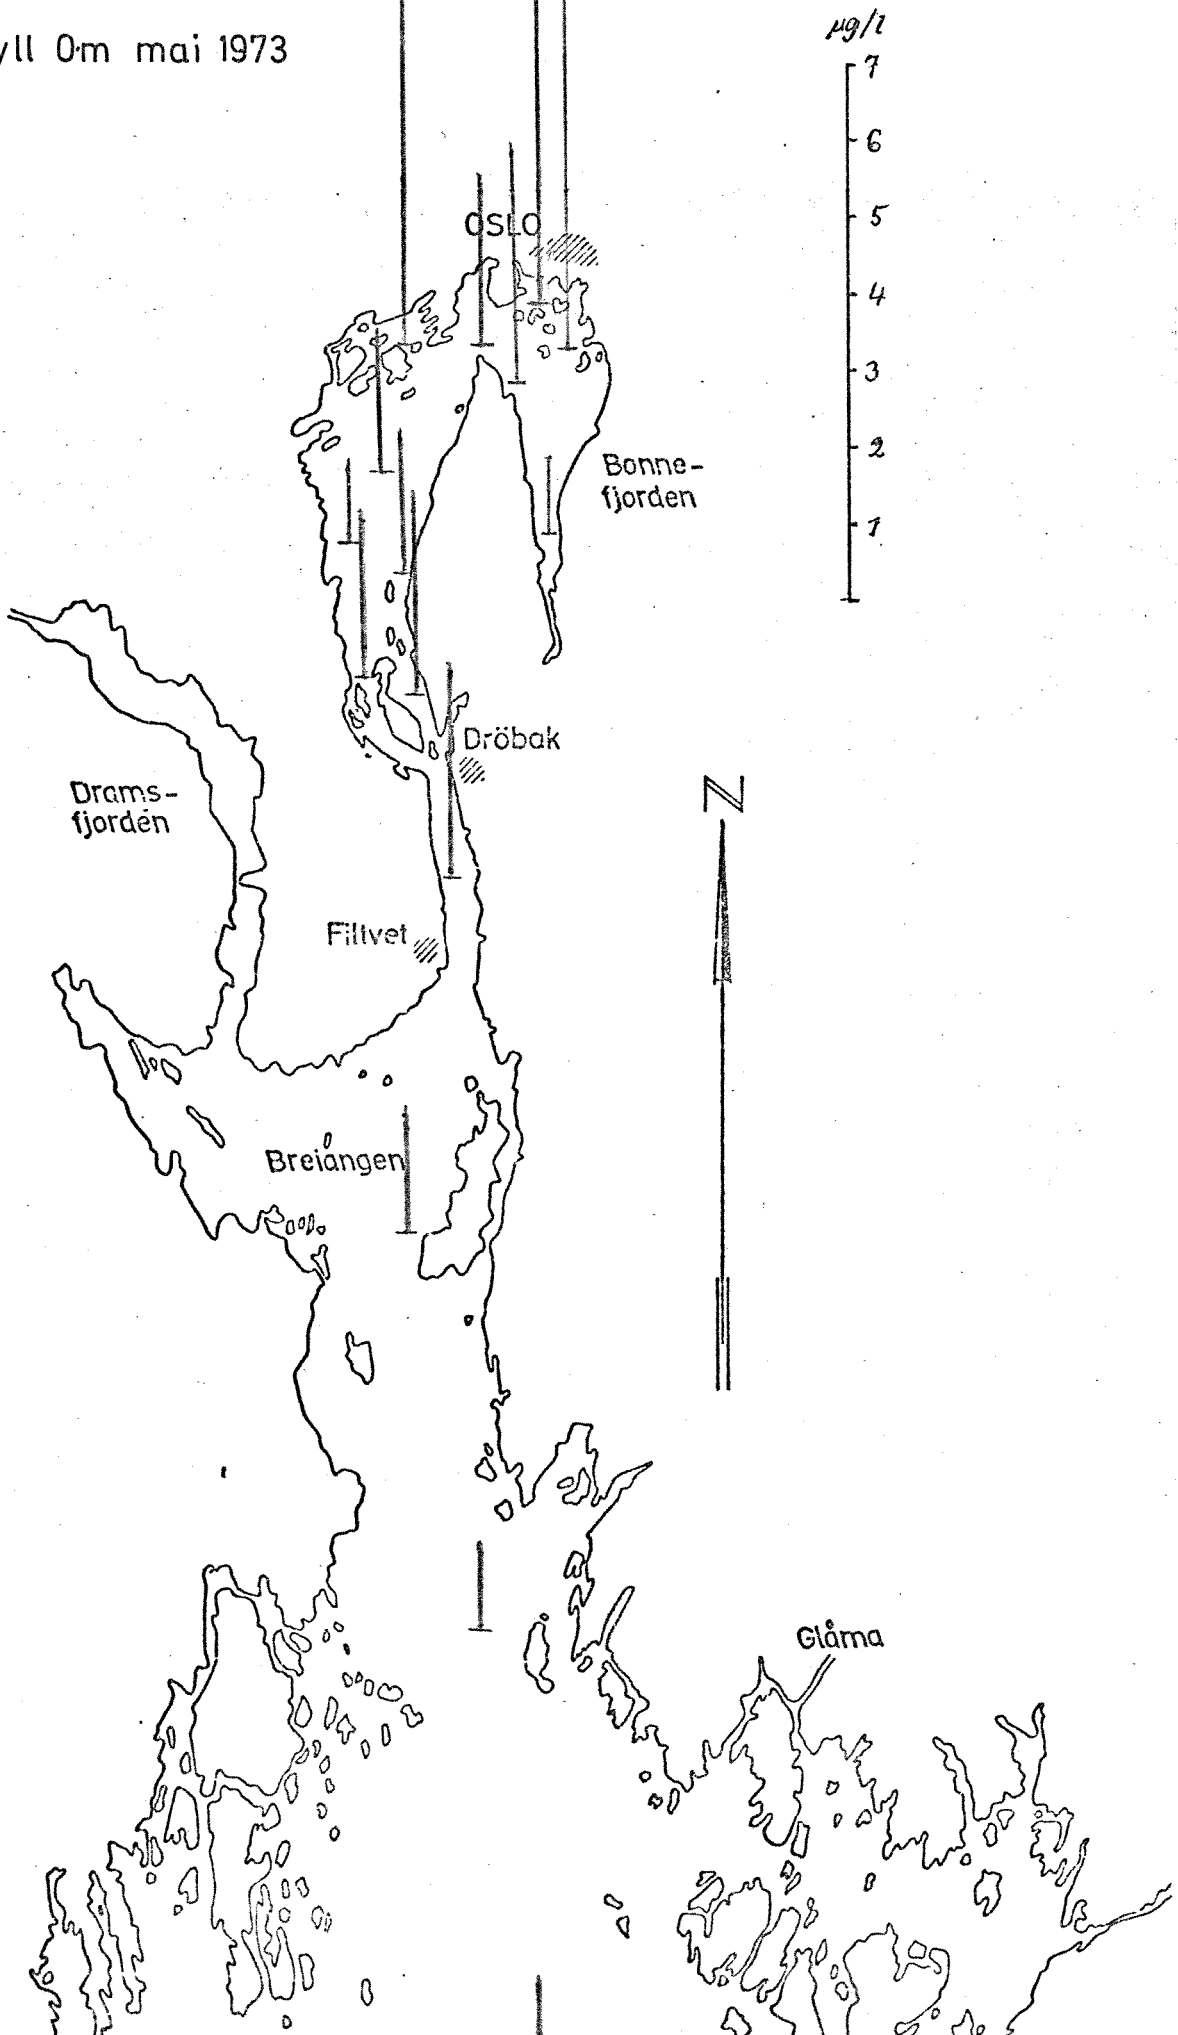 yll 0m mai 1973
µg/l
7
6
5
4
3
2
1
OSLO
Bonne-
fjorden
Dröbak
Drams-
fjorden
N
Filtvet
Breiangen
Glåma